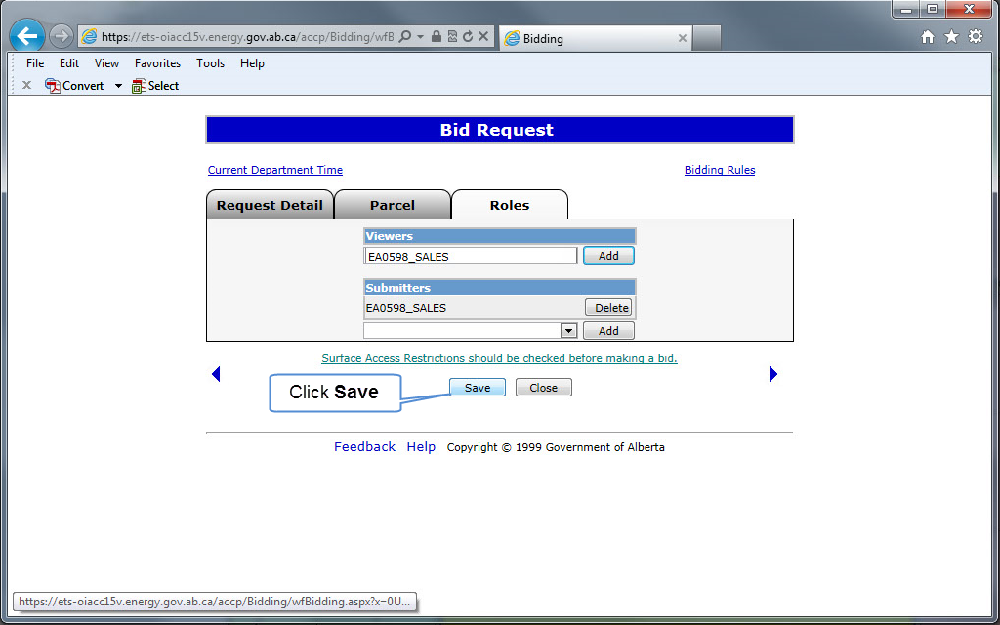 https://ets-oiacc15v.energy.gov.ab.ca/accp/Bidding/wfB
Bidding
File Edit View Favorites Tools Help
Convert Select
Bid Request
Current Department Time Bidding Rules
Request Detail Parcel Roles
Viewers
EA0598_SALES Add
Submitters
EA0598_SALES Delete
Add
Surface Access Restrictions should be checked before making a bid.
Click Save Save Close
Feedback Help Copyright © 1999 Government of Alberta
https://ets-oiacc15v.energy.gov.ab.ca/accp/Bidding/wfBidding.aspx?x=0U...